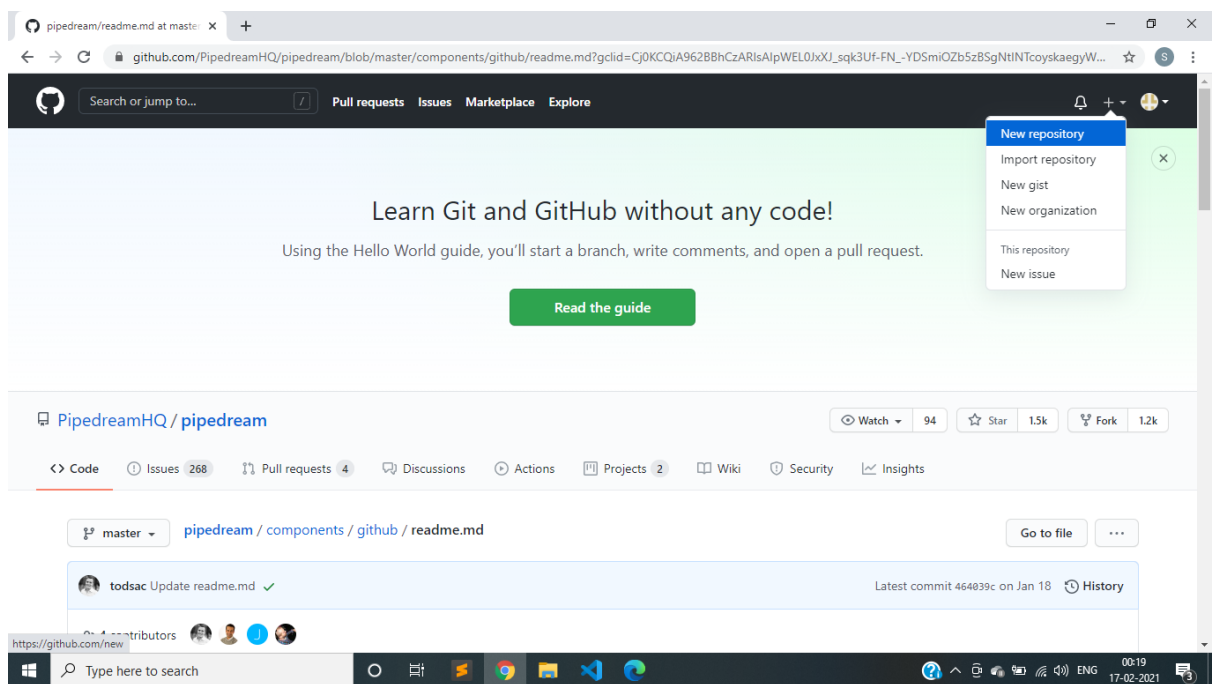 pipedream/readme.md at master
github.com/PipedreamHQ/pipedream/blob/master/components/github/readme.md?gclid=Cj0KCQiA962BBhCzARIsAIpWEL0JxXJ_sqk3Uf-FN_-YDSmiOZb5zBSgNtINTcoyskaegyW...
S
Search or jump to...
/
Pull requests Issues Marketplace Explore
New repository
Import repository
New gist
New organization
This repository
New issue
Learn Git and GitHub without any code!
Using the Hello World guide, you’ll start a branch, write comments, and open a pull request.
Read the guide
PipedreamHQ / pipedream
Watch 94 Star 1.5k Fork 1.2k
Code Issues 268 Pull requests 4 Discussions Actions Projects 2 Wiki Security Insights
master pipedream / components / github / readme.md Go to file ...
todsac Update readme.md Latest commit 464039c on Jan 18 History
contributors J
https://github.com/new
Type here to search ENG 00:19
17-02-2021 3